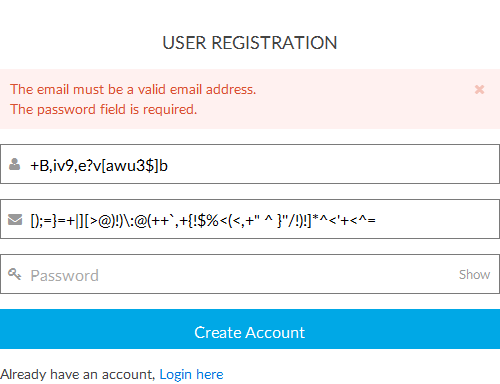 USER REGISTRATION
The email must be a valid email address.
The password field is required.
+B,iv9,e?v[awu3$]b
[);=}=+|][>@)!)\:@(++`,+{!$%<(<,+" ^ }"/!)!]*^<'+<^=
Password
Show
Create Account
Already have an account, Login here